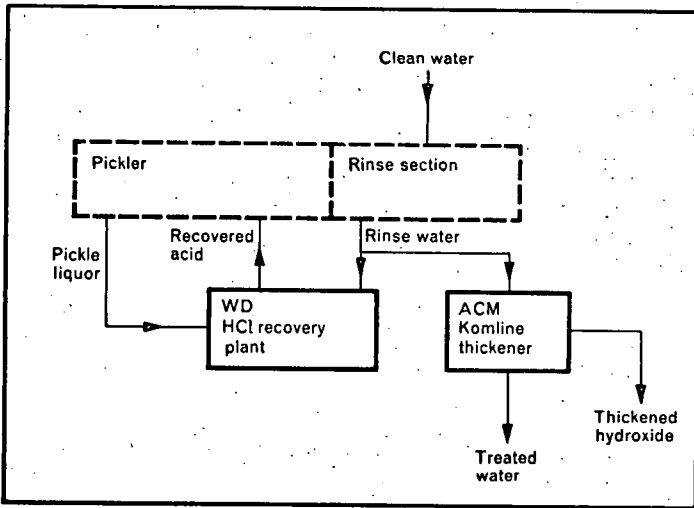 Clean water
Pickler
Rinse section
Pickle
liquor
Recovered
acid
Rinse water
WD
HCl recovery
plant
ACM
Komline
thickener
Thickened
hydroxide
Treated
water